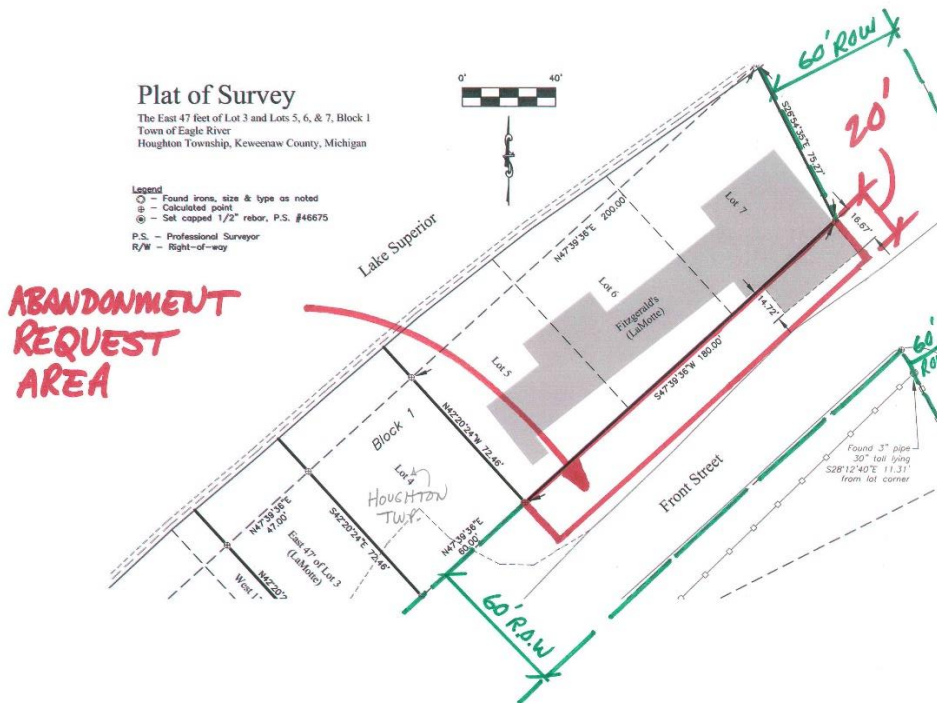 Plat of Survey
The East 47 feet of Lot 3 and Lots 5, 6, & 7, Block 1
Town of Eagle River
Houghton Township, Keweenaw County, Michigan
Legend
- Found irons, size & type as noted
- Calculated point
- Set capped 1/2" rebar, P.S. #46675
P.S. - Professional Surveyor
R/W - Right-of-way
0'
40'
60' ROW
20'
S28°54'35"E 75.27'
16.67'
14.72'
Lake Superior
N47°39'36"E 200.00'
Lot 7
Lot 6
Fitzgerald's
(LaMotte)
Lot 5
S47°39'36"W 180.00'
ABANDONMENT
REQUEST
AREA
N42°20'24"W 72.46'
Block 1
Lot 4
HOUGHTON
TWP.
Front Street
60'
ROW
Found 3" pipe
30" tall lying
S28°12'40"E 11.31'
from lot corner
N47°39'36"E
47.00'
S42°20'24"E 72.46'
East 47' of Lot 3
(LaMotte)
N47°39'36"E
60.00'
60' R.O.W
West 1
N42°20'2